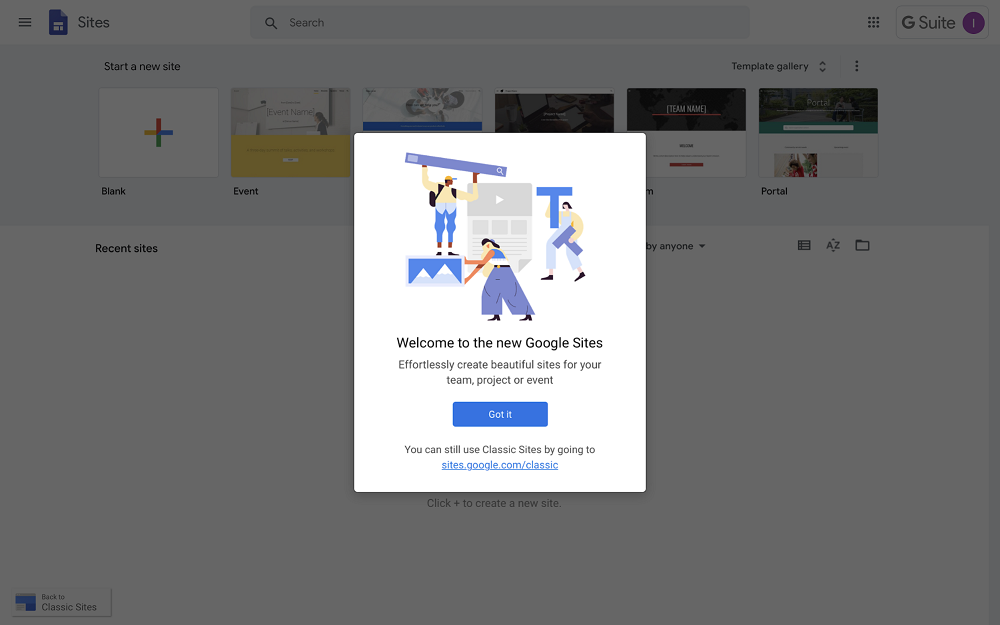 Sites
Search
G Suite
I
Start a new site
Template gallery
[Event Name]
[TEAM NAME]
WELCOME
Portal
Blank
Event
m
Portal
Recent sites
by anyone
T
Welcome to the new Google Sites
Effortlessly create beautiful sites for your
team, project or event
Got it
You can still use Classic Sites by going to
sites.google.com/classic
Click + to create a new site.
Back to
Classic Sites